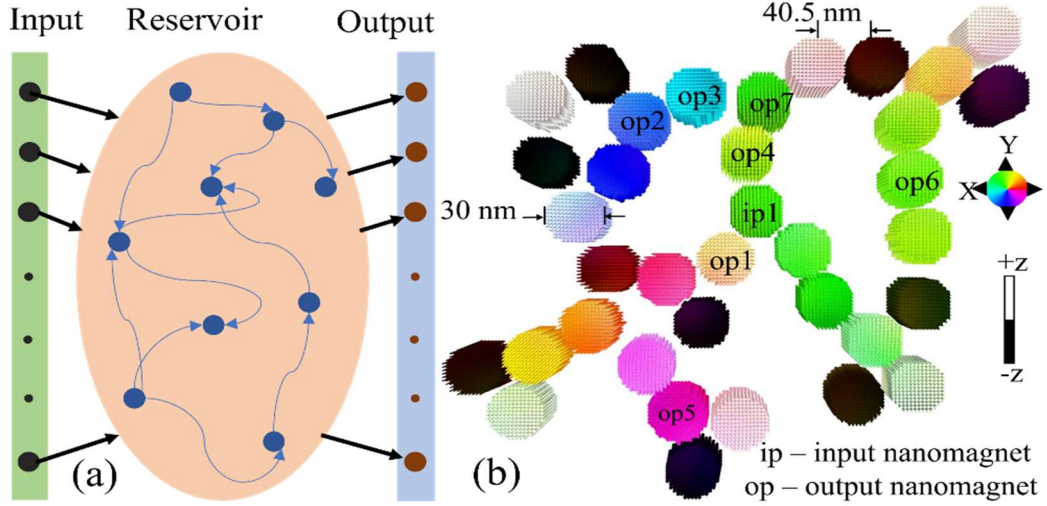 Input Reservoir Output
(a)
40.5 nm
op3
op7
op2
op4
op6
Y
X
30 nm
ip1
op1
+z
-z
op5
ip – input nanomagnet
(b)
op – output nanomagnet